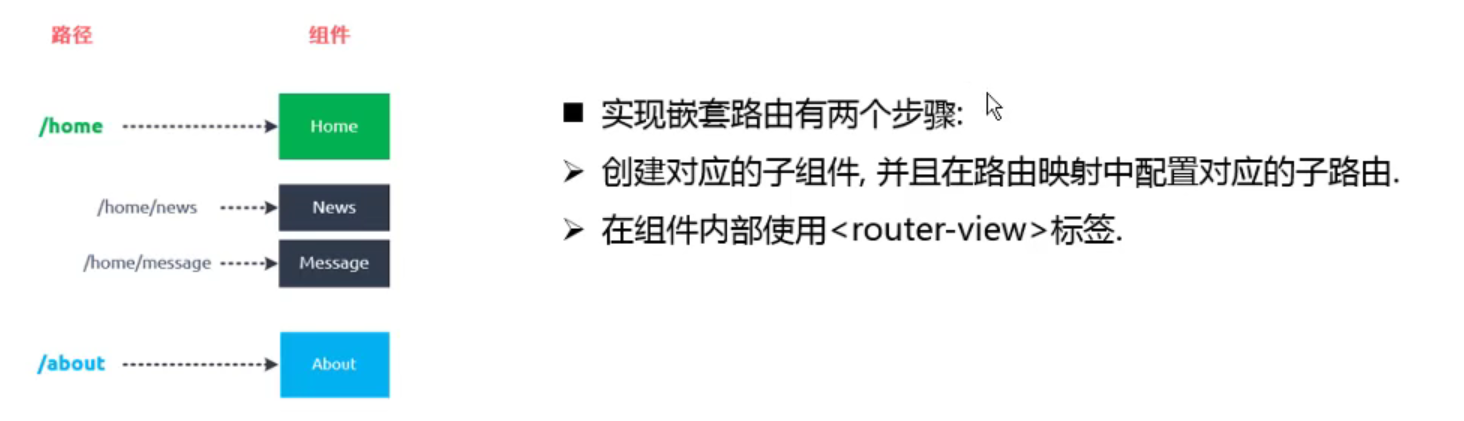 路径 组件
/home Home
/home/news News
/home/message Message
/about About
■ 实现嵌套路由有两个步骤:
➢ 创建对应的子组件, 并且在路由映射中配置对应的子路由.
➢ 在组件内部使用<router-view>标签.